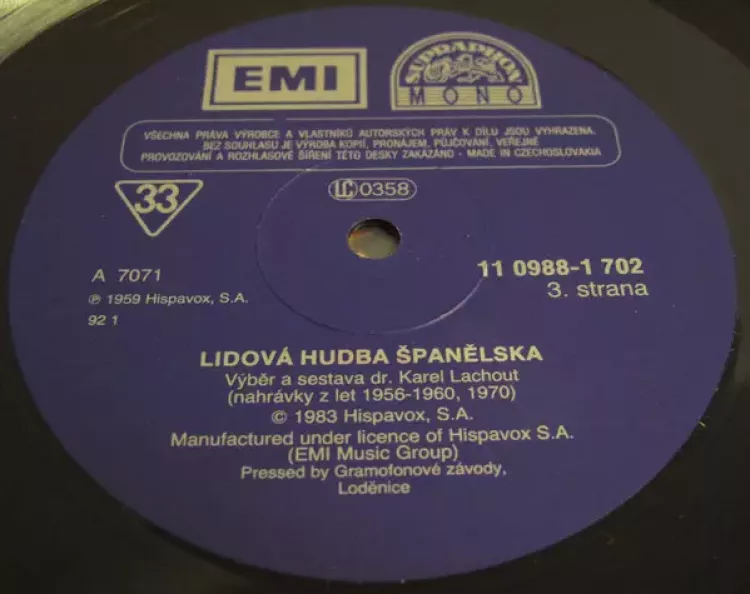 EMI
SUPRAPHON
MONO
VŠECHNA PRÁVA VÝROBCE A VLASTNÍKŮ AUTORSKÝCH PRÁV K DÍLU JSOU VYHRAZENA.
BEZ SOUHLASU JE VÝROBA KOPIÍ, PRONÁJEM, PŮJČOVÁNÍ, VEŘEJNÉ
PROVOZOVÁNÍ A ROZHLASOVÉ ŠÍŘENÍ TÉTO DESKY ZAKÁZÁNO - MADE IN CZECHOSLOVAKIA
33
LC 0358
A 7071
11 0988-1 702
℗ 1959 Hispavox, S.A.
3. strana
92 1
LIDOVÁ HUDBA ŠPANĚLSKA
Výběr a sestava dr. Karel Lachout
(nahrávky z let 1956-1960, 1970)
© 1983 Hispavox, S.A.
Manufactured under licence of Hispavox S.A.
(EMI Music Group)
Pressed by Gramofonové závody,
Loděnice